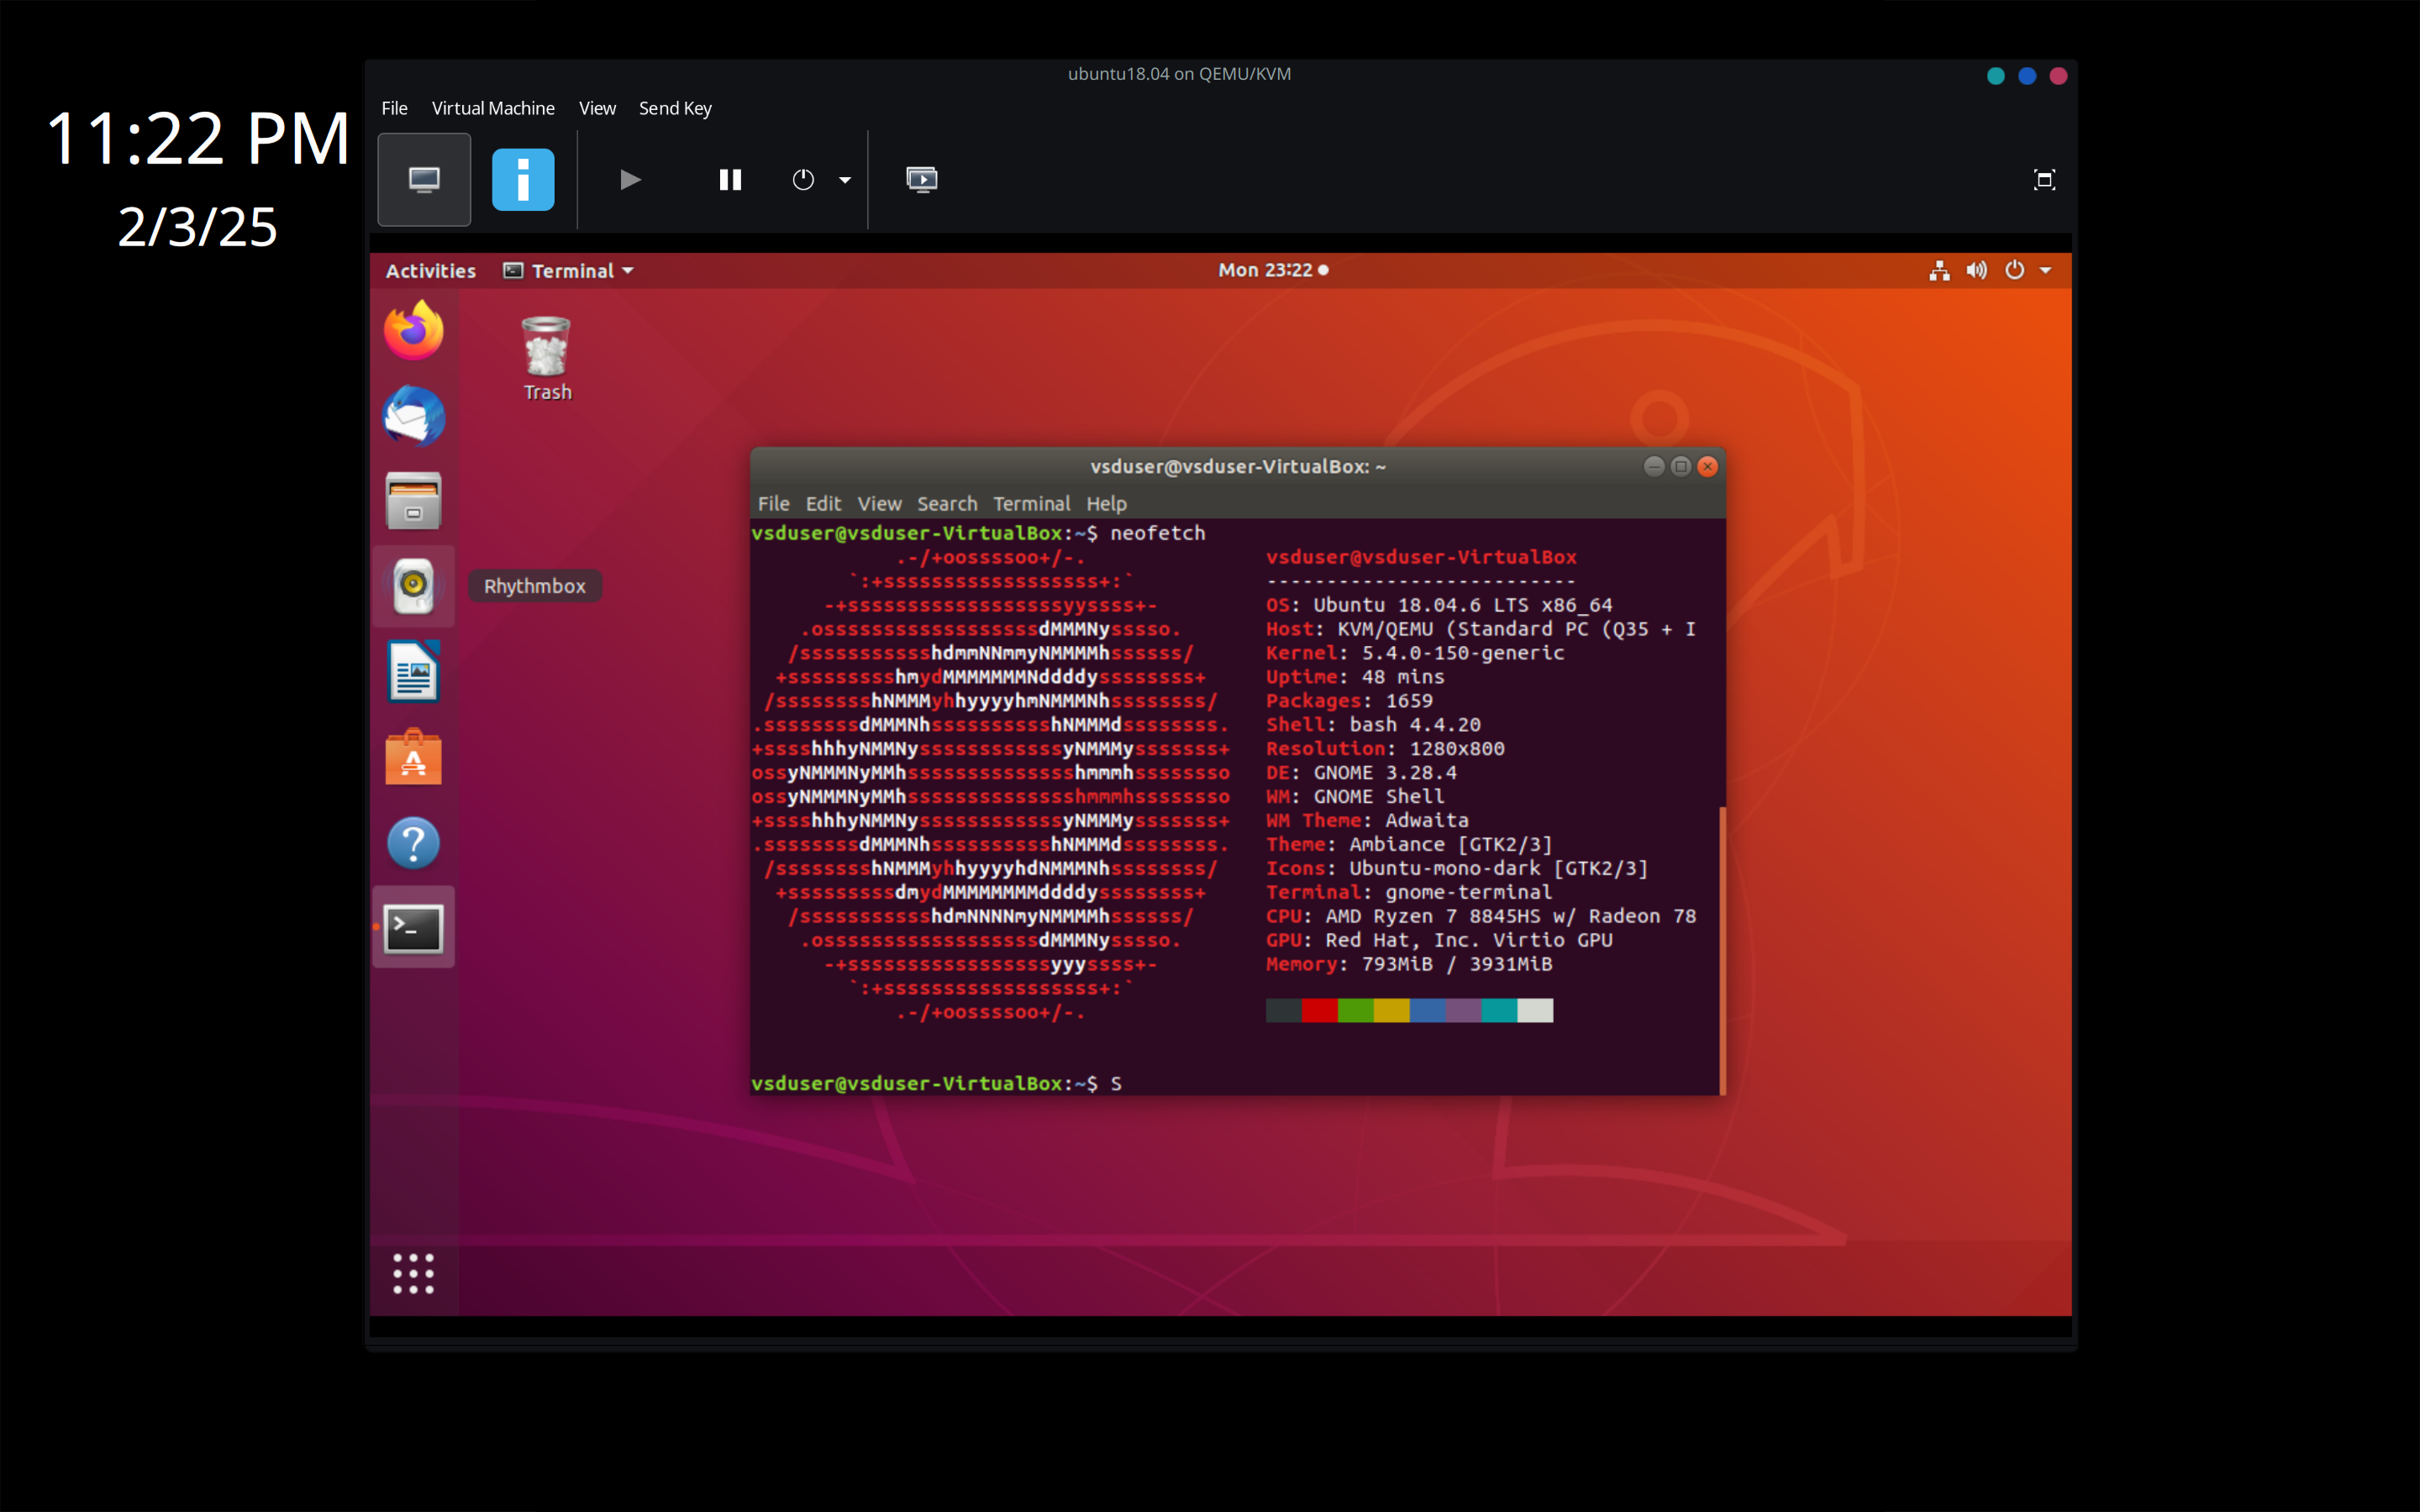 ubuntu18.04 on QEMU/KVM
11:22 PM
2/3/25
File Virtual Machine View Send Key
Activities Terminal Mon 23:22
Trash
Rhythmbox
vsduser@vsduser-VirtualBox: ~
File Edit View Search Terminal Help
vsduser@vsduser-VirtualBox:~$ neofetch
.-/+oossssoo+/-. vsduser@vsduser-VirtualBox
`:+ssssssssssssssssss+:` --------------------------
-+ssssssssssssssssssyyssss+- OS: Ubuntu 18.04.6 LTS x86_64
.ossssssssssssssssssdMMMNysssso. Host: KVM/QEMU (Standard PC (Q35 + I
/ssssssssssshdmmNNmmyNMMMMhssssss/ Kernel: 5.4.0-150-generic
+ssssssssshmydMMMMMMMNddddyssssssss+ Uptime: 48 mins
/sssssssshNMMMyhhyyyyhmNMMMNhssssssss/ Packages: 1659
.ssssssssdMMMNhsssssssssshNMMMdssssssss. Shell: bash 4.4.20
+sssshhhyNMMNyssssssssssssyNMMMysssssss+ Resolution: 1280x800
ossyNMMMNyMMhsssssssssssssshmmmhssssssso DE: GNOME 3.28.4
ossyNMMMNyMMhsssssssssssssshmmmhssssssso WM: GNOME Shell
+sssshhhyNMMNyssssssssssssyNMMMysssssss+ WM Theme: Adwaita
.ssssssssdMMMNhsssssssssshNMMMdssssssss. Theme: Ambiance [GTK2/3]
/sssssssshNMMMyhhyyyyhdNMMMNhssssssss/ Icons: Ubuntu-mono-dark [GTK2/3]
+sssssssssdmydMMMMMMMMddddyssssssss+ Terminal: gnome-terminal
/ssssssssssshdmNNNNmyNMMMMhssssss/ CPU: AMD Ryzen 7 8845HS w/ Radeon 78
.ossssssssssssssssssdMMMNysssso. GPU: Red Hat, Inc. Virtio GPU
-+sssssssssssssssssyyyssss+- Memory: 793MiB / 3931MiB
`:+ssssssssssssssssss+:`
.-/+oossssoo+/-.
vsduser@vsduser-VirtualBox:~$ S